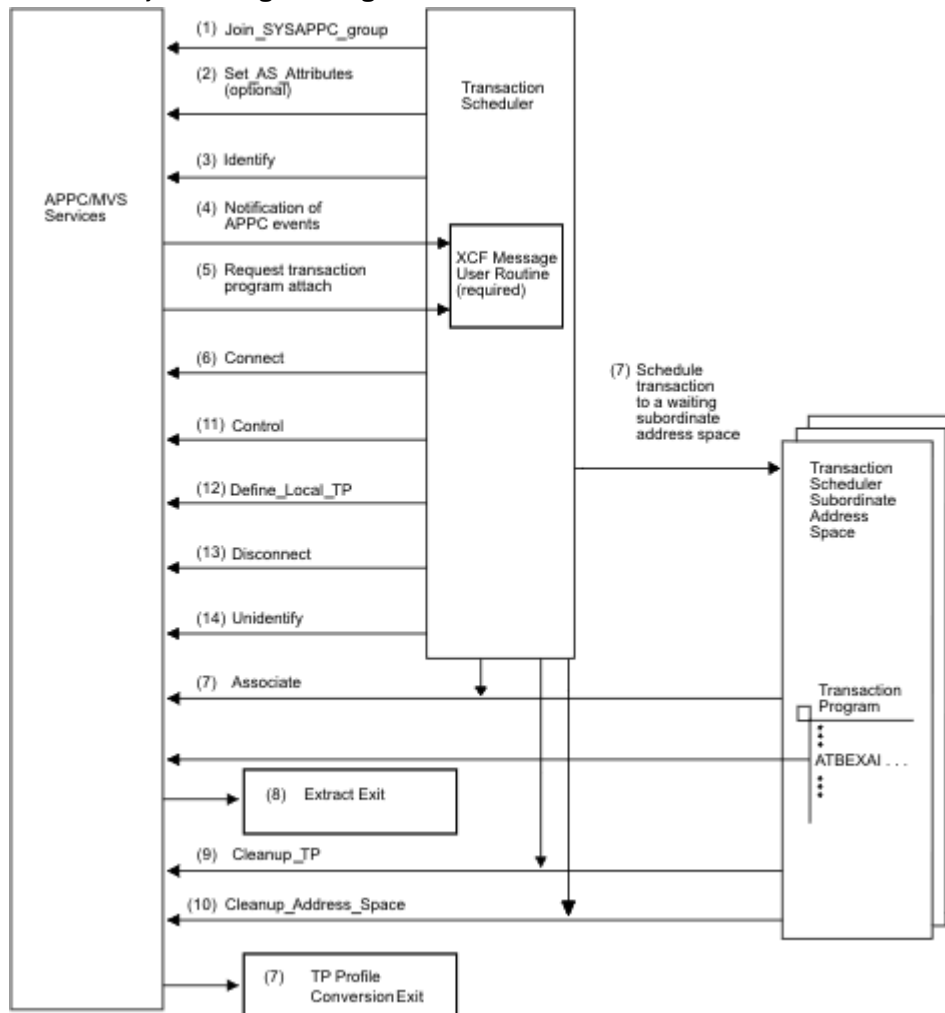 (1) Join_SYSAPPC_group
(2) Set_AS_Attributes
(optional)
Transaction
Scheduler
(3) Identify
APPC/MVS
Services
(4) Notification of
APPC events
XCF Message
User Routine
(required)
(5) Request transaction
program attach
(6) Connect
(7) Schedule
transaction
to a waiting
subordinate
address space
(11) Control
Transaction
Scheduler
Subordinate
Address
Space
(12) Define_Local_TP
(13) Disconnect
(14) Unidentify
(7) Associate
Transaction
Program
ATBEXAI . . .
(8) Extract Exit
(9) Cleanup_TP
(10) Cleanup_Address_Space
(7) TP Profile
Conversion Exit